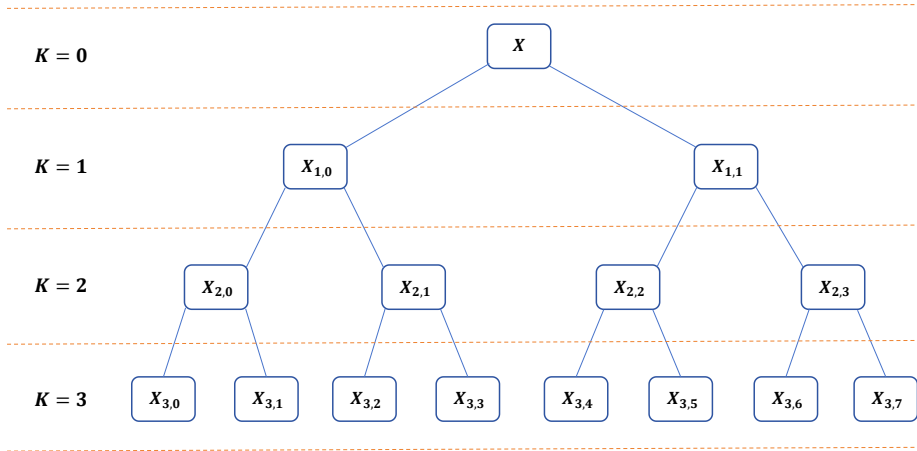 K = 0 X
K = 1 X₁,₀ X₁,₁
K = 2 X₂,₀ X₂,₁ X₂,₂ X₂,₃
K = 3 X₃,₀ X₃,₁ X₃,₂ X₃,₃ X₃,₄ X₃,₅ X₃,₆ X₃,₇